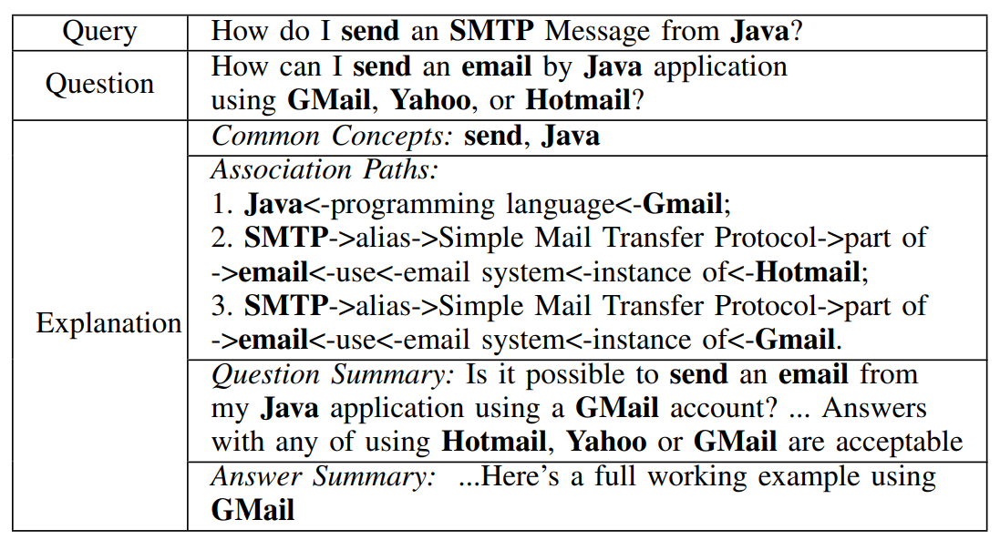 Query
How do I send an SMTP Message from Java?
Question
How can I send an email by Java application
using GMail, Yahoo, or Hotmail?
Explanation
Common Concepts: send, Java
Association Paths:
1. Java<-programming language<-Gmail;
2. SMTP->alias->Simple Mail Transfer Protocol->part of
->email<-use<-email system<-instance of<-Hotmail;
3. SMTP->alias->Simple Mail Transfer Protocol->part of
->email<-use<-email system<-instance of<-Gmail.
Question Summary: Is it possible to send an email from
my Java application using a GMail account? ... Answers
with any of using Hotmail, Yahoo or GMail are acceptable
Answer Summary: ...Here's a full working example using
GMail